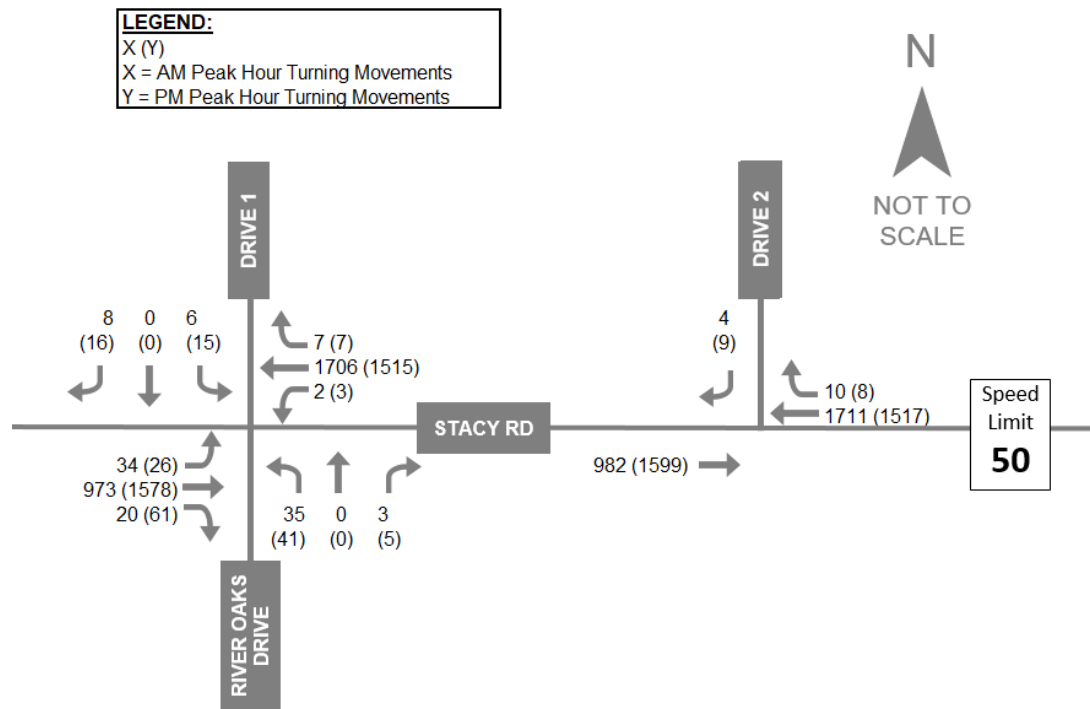 LEGEND:
X (Y)
X = AM Peak Hour Turning Movements
Y = PM Peak Hour Turning Movements
N
NOT TO
SCALE
DRIVE 1
DRIVE 2
8 0 6
(16) (0) (15)
7 (7)
1706 (1515)
2 (3)
4
(9)
10 (8)
1711 (1517)
Speed
Limit
50
STACY RD
34 (26)
973 (1578)
20 (61)
35 0 3
(41) (0) (5)
982 (1599)
RIVER OAKS
DRIVE